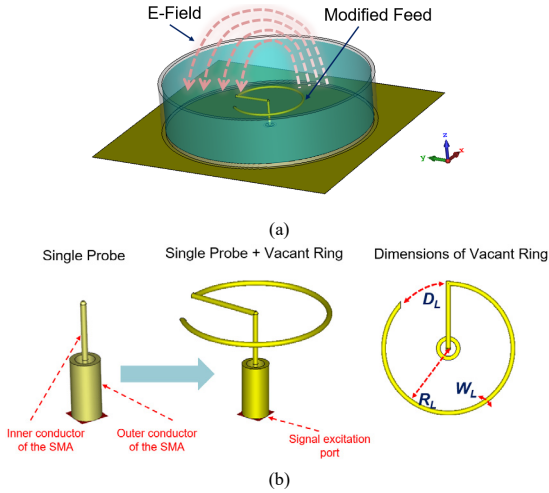 E-Field
Modified Feed
z
y
x
(a)
Single Probe
Single Probe + Vacant Ring
Dimensions of Vacant Ring
D_L
R_L
W_L
Inner conductor
of the SMA
Outer conductor
of the SMA
Signal excitation
port
(b)